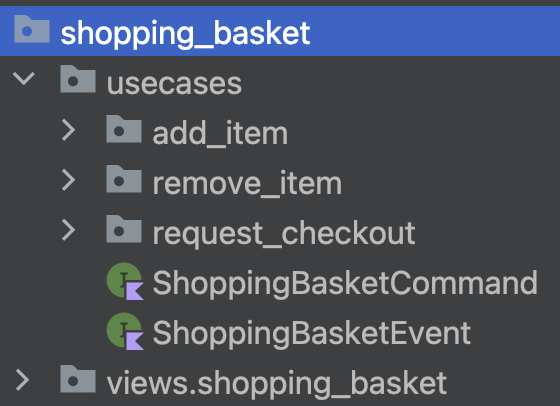 shopping_basket
usecases
add_item
remove_item
request_checkout
ShoppingBasketCommand
ShoppingBasketEvent
views.shopping_basket